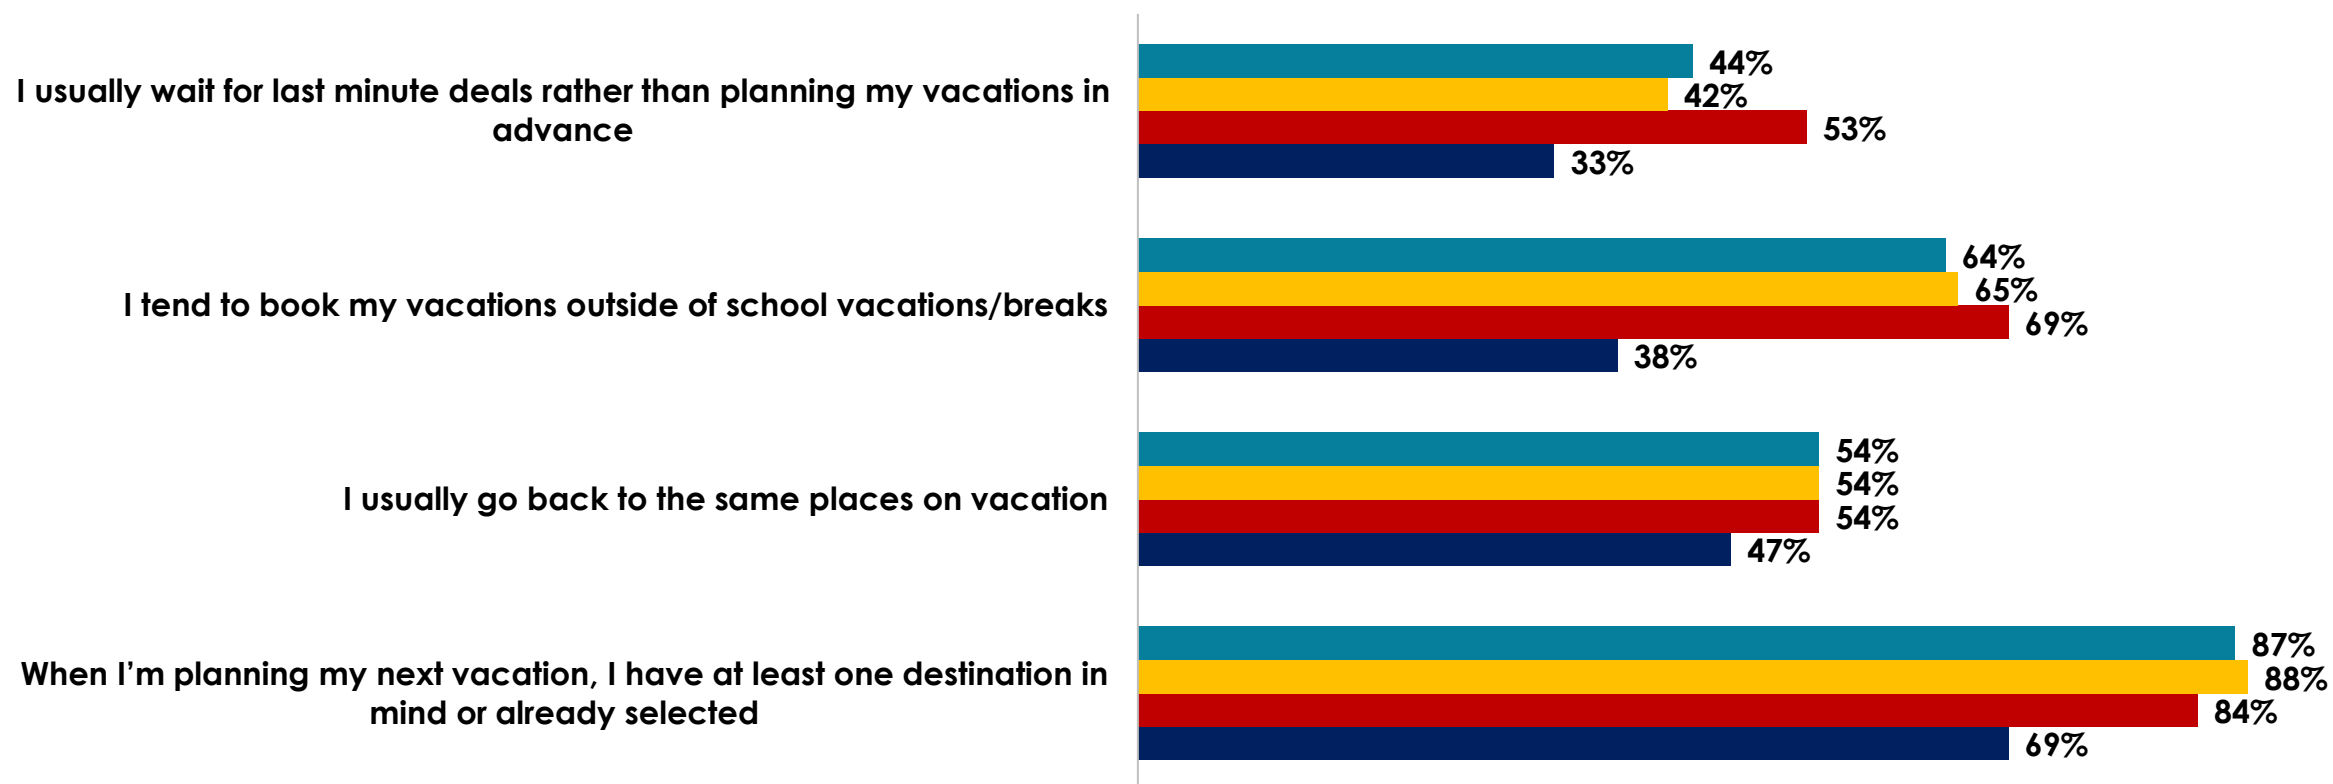 I usually wait for last minute deals rather than planning my vacations in
advance
44%
42%
53%
33%
I tend to book my vacations outside of school vacations/breaks
64%
65%
69%
38%
I usually go back to the same places on vacation
54%
54%
54%
47%
When I’m planning my next vacation, I have at least one destination in
mind or already selected
87%
88%
84%
69%